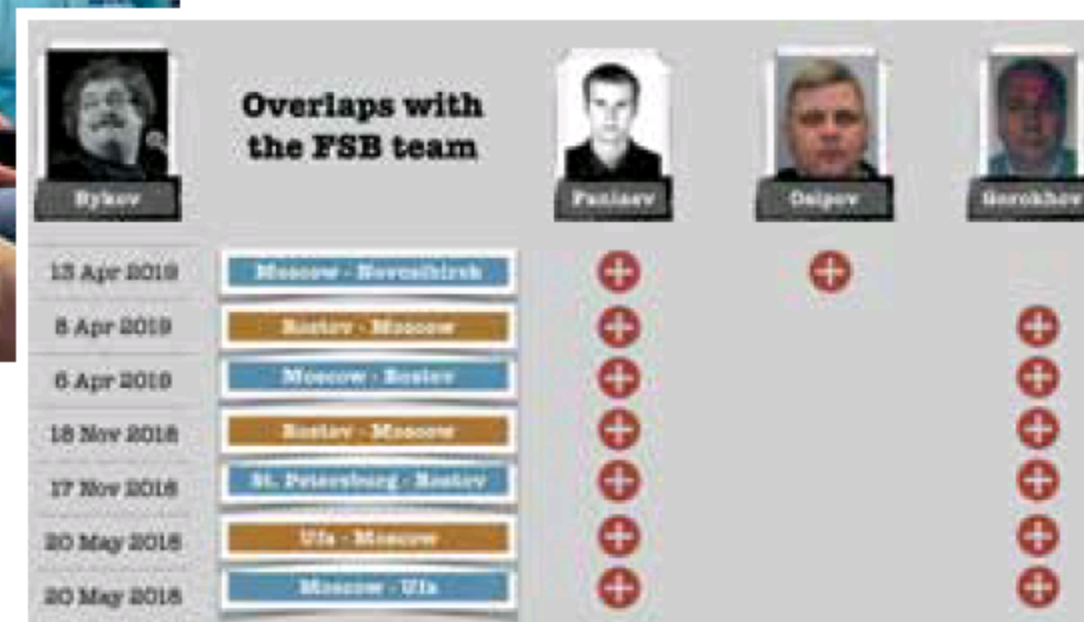 Overlaps with
the FSB team
Bykov
Paniaev
Osipov
Gorokhov
13 Apr 2019 Moscow - Novosibirsk
8 Apr 2019 Rostov - Moscow
6 Apr 2019 Moscow - Rostov
18 Nov 2018 Rostov - Moscow
17 Nov 2018 St. Petersburg - Rostov
20 May 2018 Ufa - Moscow
20 May 2018 Moscow - Ufa